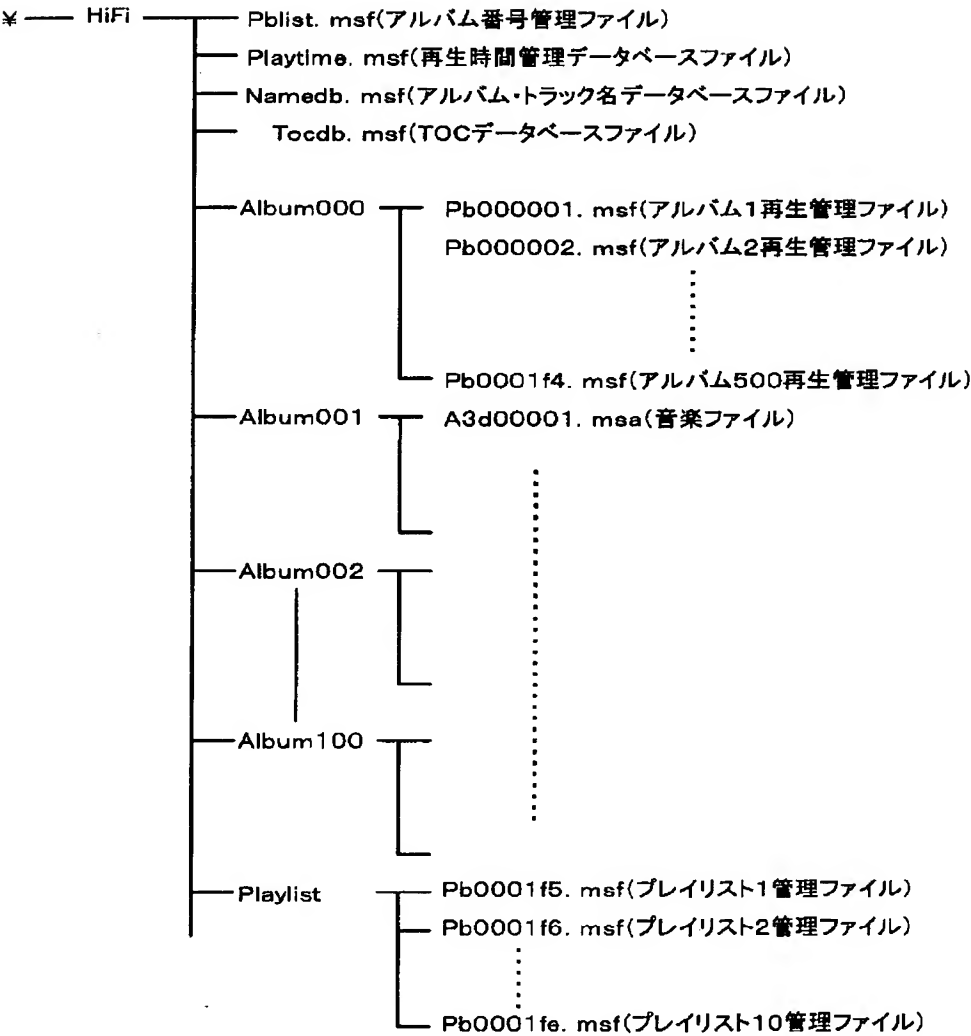 ¥ HiFi Pblist. msf(アルバム番号管理ファイル)
Playtime. msf(再生時間管理データベースファイル)
Namedb. msf(アルバム・トラック名データベースファイル)
Tocdb. msf(TOCデータベースファイル)
Album000 Pb000001. msf(アルバム1再生管理ファイル)
Pb000002. msf(アルバム2再生管理ファイル)
Pb0001f4. msf(アルバム500再生管理ファイル)
Album001 A3d00001. msa(音楽ファイル)
Album002
Album100
Playlist Pb0001f5. msf(プレイリスト1管理ファイル)
Pb0001f6. msf(プレイリスト2管理ファイル)
Pb0001fe. msf(プレイリスト10管理ファイル)